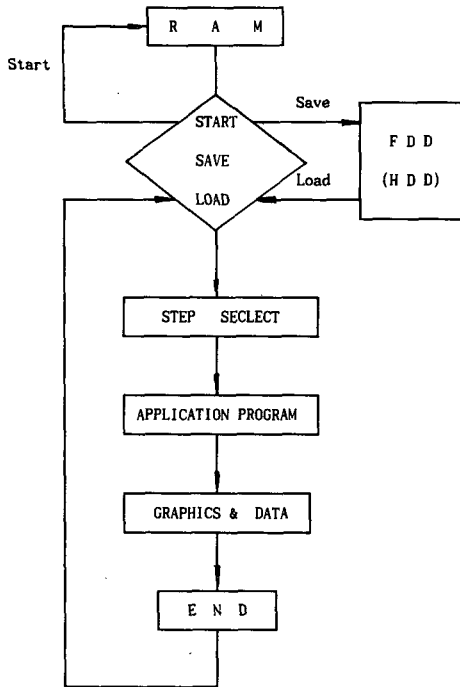 R A M
Start
Save
START
F D D
SAVE
(H D D)
Load
LOAD
STEP SECLECT
APPLICATION PROGRAM
GRAPHICS & DATA
E N D